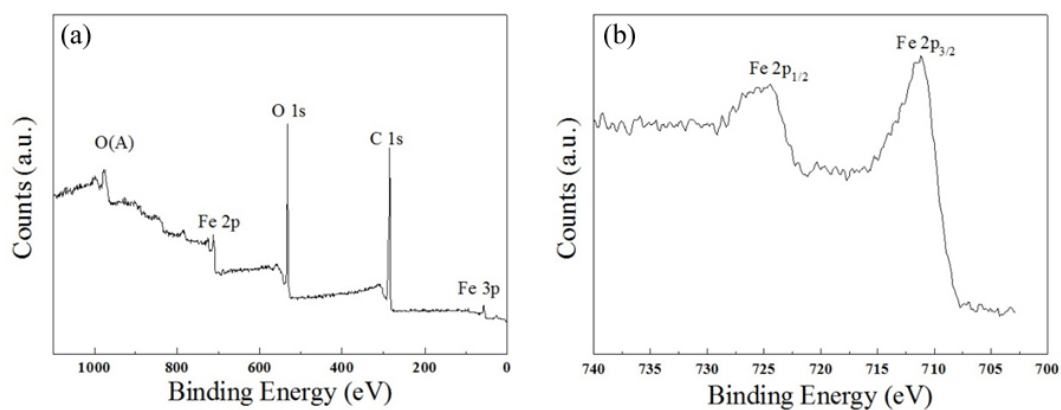 (a)
O(A)
O 1s
C 1s
Fe 2p
Fe 3p
Counts (a.u.)
1000 800 600 400 200 0
Binding Energy (eV)
(b)
Fe 2p3/2
Fe 2p1/2
Counts (a.u.)
740 735 730 725 720 715 710 705 700
Binding Energy (eV)